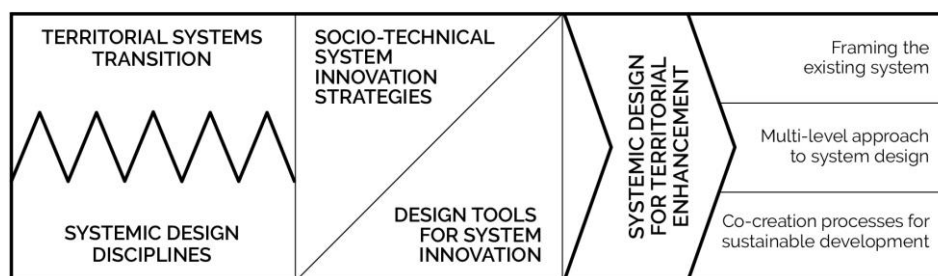 TERRITORIAL SYSTEMS
TRANSITION
SYSTEMIC DESIGN
DISCIPLINES
SOCIO-TECHNICAL
SYSTEM
INNOVATION
STRATEGIES
DESIGN TOOLS
FOR SYSTEM
INNOVATION
SYSTEMIC DESIGN
FOR TERRITORIAL
ENHANCEMENT
Framing the
existing system
Multi-level approach
to system design
Co-creation processes for
sustainable development